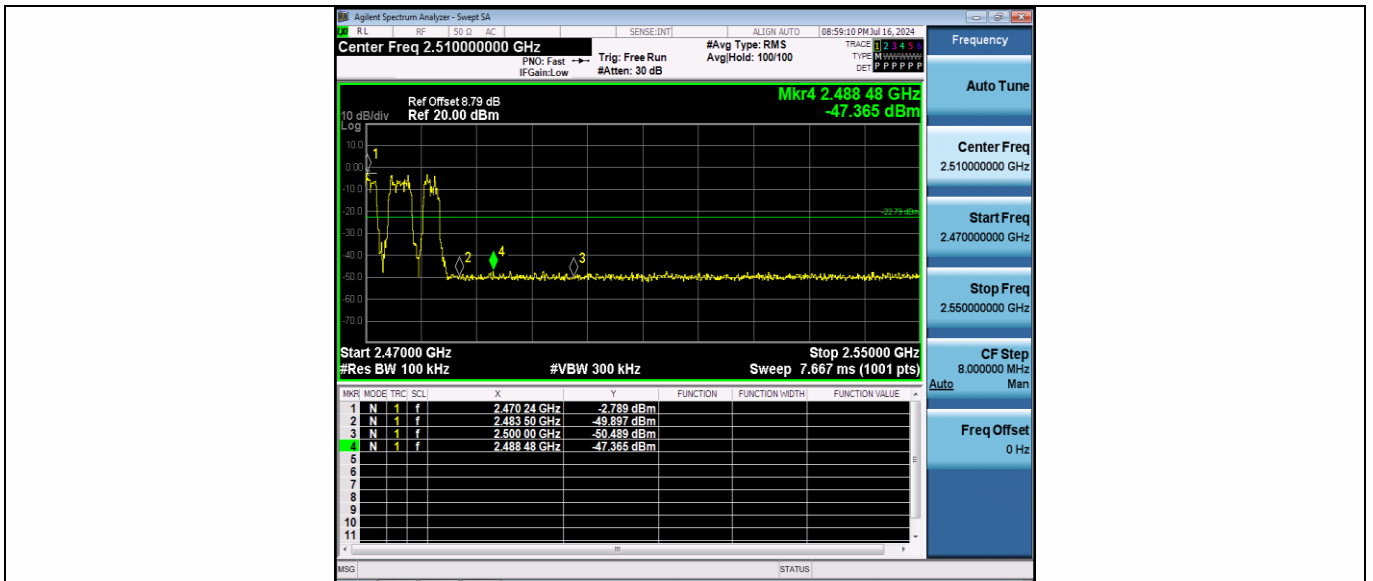 Agilent Spectrum Analyzer - Swept SA
RL RF 50 Ω AC SENSE:INT ALIGN AUTO 08:59:10 PM Jul 16, 2024
Center Freq 2.510000000 GHz
PNO: Fast
IFGain:Low
Trig: Free Run
#Atten: 30 dB
#Avg Type: RMS
Avg|Hold: 100/100
TRACE 1 2 3 4 5 6
TYPE M W W W W W
DET P P P P P P
Frequency
Mkr4 2.488 48 GHz
-47.365 dBm
Ref Offset 8.79 dB
10 dB/div Ref 20.00 dBm
Log
10.0
0.00
-10.0
-20.0
-30.0
-40.0
-50.0
-60.0
-70.0
1
2
4
3
-22.79 dBm
Start 2.47000 GHz Stop 2.55000 GHz
#Res BW 100 kHz #VBW 300 kHz Sweep 7.667 ms (1001 pts)
MKR MODE TRC SCL X Y FUNCTION FUNCTION WIDTH FUNCTION VALUE
1 N 1 f 2.470 24 GHz -2.789 dBm
2 N 1 f 2.483 50 GHz -49.897 dBm
3 N 1 f 2.500 00 GHz -50.489 dBm
4 N 1 f 2.488 48 GHz -47.365 dBm
5
6
7
8
9
10
11
MSG STATUS
Auto Tune
Center Freq
2.510000000 GHz
Start Freq
2.470000000 GHz
Stop Freq
2.550000000 GHz
CF Step
8.000000 MHz
Auto Man
Freq Offset
0 Hz